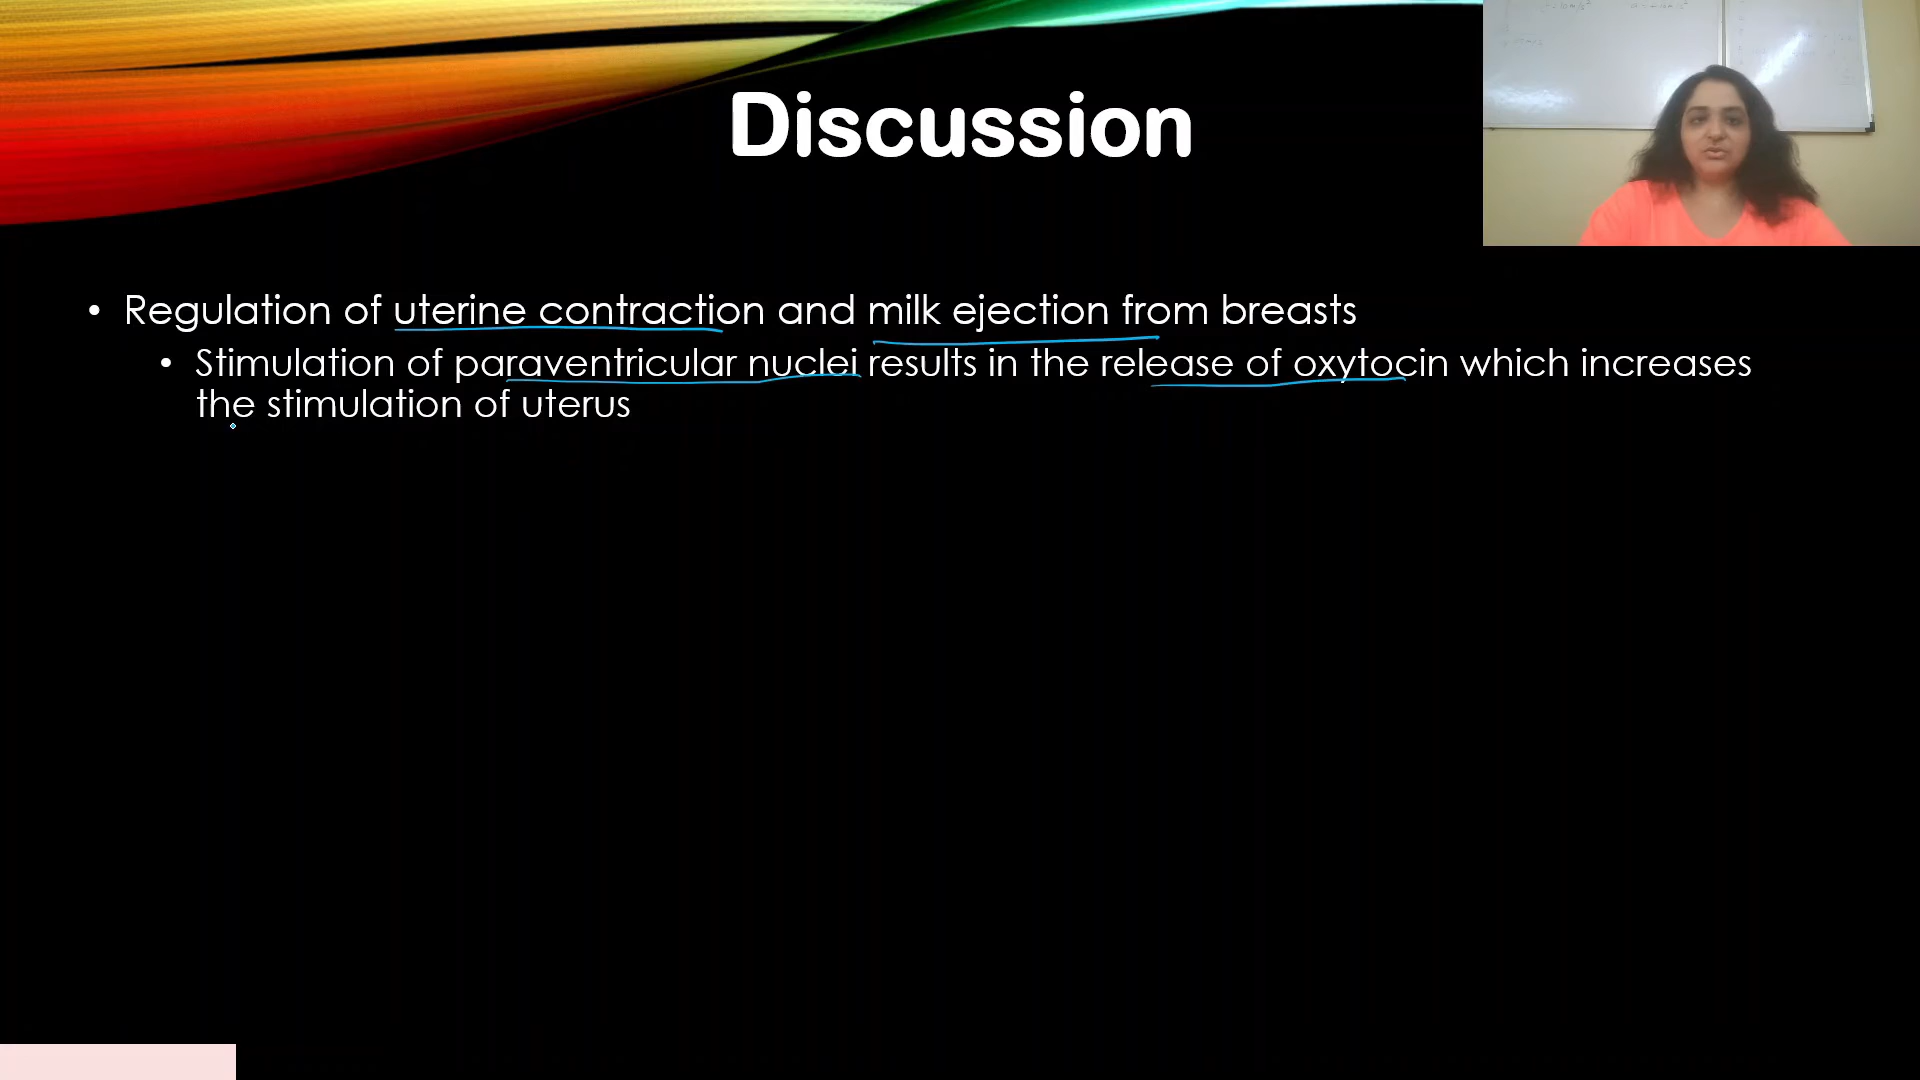 Discussion
• Regulation of uterine contraction and milk ejection from breasts
• Stimulation of paraventricular nuclei results in the release of oxytocin which increases
the stimulation of uterus